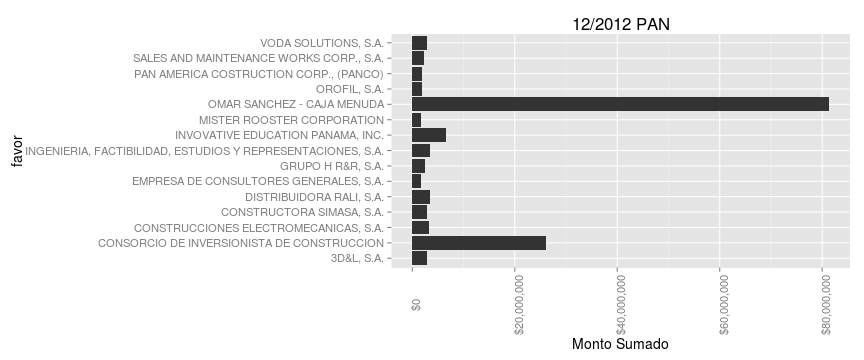 12/2012 PAN
favor
VODA SOLUTIONS, S.A.
SALES AND MAINTENANCE WORKS CORP., S.A.
PAN AMERICA COSTRUCTION CORP., (PANCO)
OROFIL, S.A.
OMAR SANCHEZ - CAJA MENUDA
MISTER ROOSTER CORPORATION
INVOVATIVE EDUCATION PANAMA, INC.
INGENIERIA, FACTIBILIDAD, ESTUDIOS Y REPRESENTACIONES, S.A.
GRUPO H R&R, S.A.
EMPRESA DE CONSULTORES GENERALES, S.A.
DISTRIBUIDORA RALI, S.A.
CONSTRUCTORA SIMASA, S.A.
CONSTRUCCIONES ELECTROMECANICAS, S.A.
CONSORCIO DE INVERSIONISTA DE CONSTRUCCION
3D&L, S.A.
$0
$20,000,000
$40,000,000
$60,000,000
$80,000,000
Monto Sumado